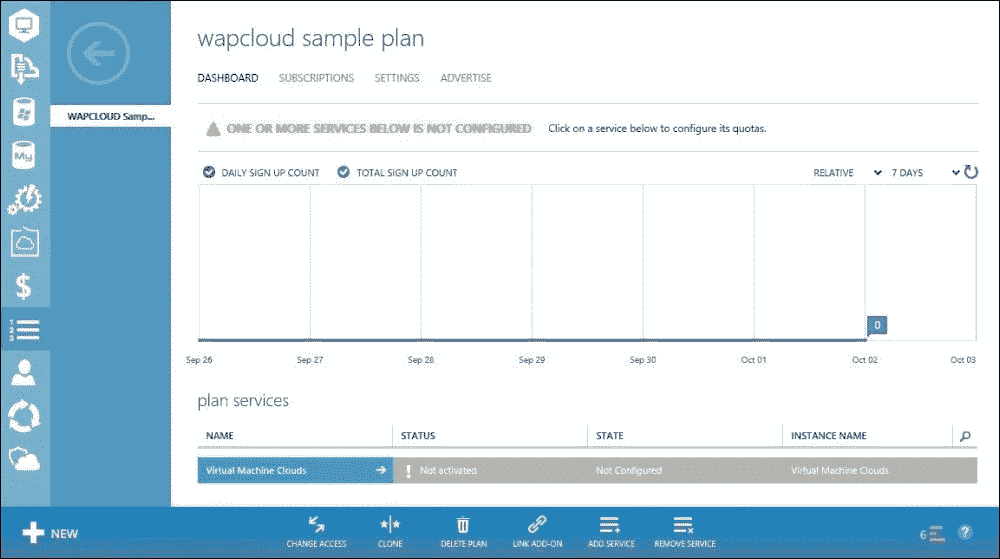 wapcloud sample plan
DASHBOARD SUBSCRIPTIONS SETTINGS ADVERTISE
WAPCLOUD Samp...
ONE OR MORE SERVICES BELOW IS NOT CONFIGURED Click on a service below to configure its quotas.
DAILY SIGN UP COUNT TOTAL SIGN UP COUNT RELATIVE 7 DAYS
My
$
1
2
3
0
Sep 26 Sep 27 Sep 28 Sep 29 Sep 30 Oct 01 Oct 02 Oct 03
plan services
NAME STATUS STATE INSTANCE NAME
Virtual Machine Clouds ! Not activated Not Configured Virtual Machine Clouds
NEW CHANGE ACCESS CLONE DELETE PLAN LINK ADD-ON ADD SERVICE REMOVE SERVICE 6 ?